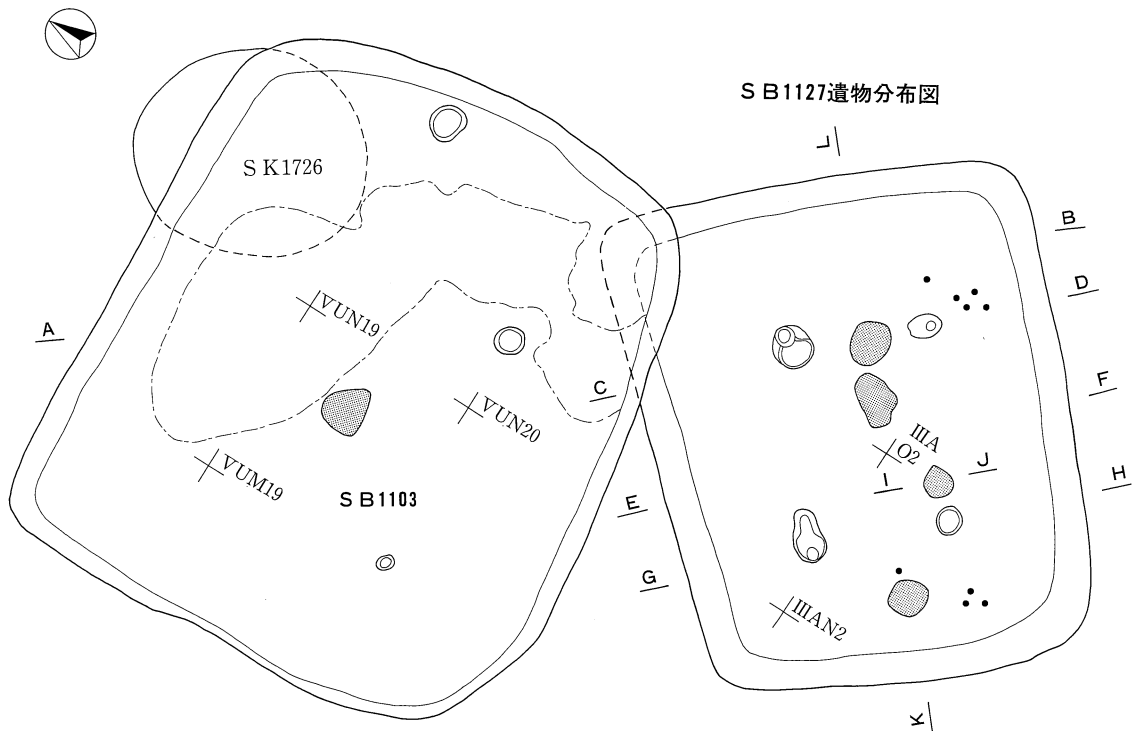 SB1127遺物分布図
SK1726
L
B
D
A
VUN19
C
F
VUN20
IIIA
O2
VUM19
J
I
H
SB1103
E
G
IIIAN2
K